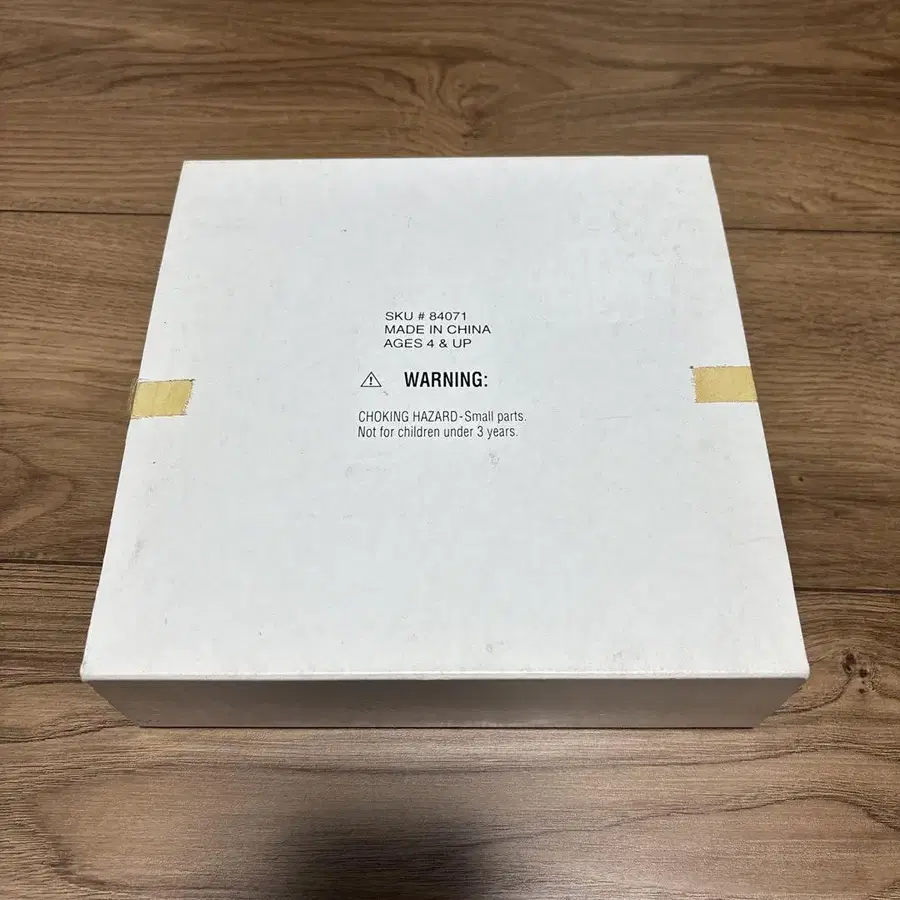 SKU # 84071
MADE IN CHINA
AGES 4 & UP
WARNING:
CHOKING HAZARD-Small parts.
Not for children under 3 years.